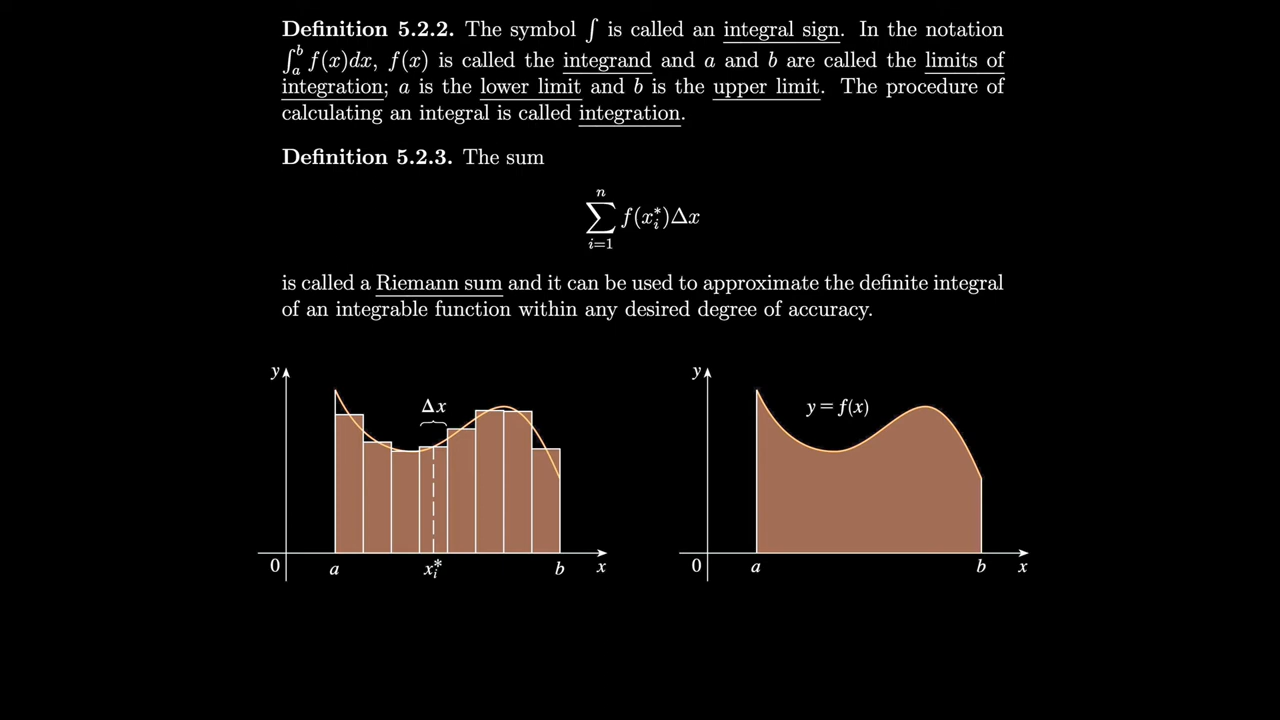 Definition 5.2.2. The symbol ∫ is called an integral sign. In the notation
∫_a^b f(x)dx, f(x) is called the integrand and a and b are called the limits of
integration; a is the lower limit and b is the upper limit. The procedure of
calculating an integral is called integration.
Definition 5.2.3. The sum
n
∑ f(x_i^*)Δx
i=1
is called a Riemann sum and it can be used to approximate the definite integral
of an integrable function within any desired degree of accuracy.
y
Δx
0 a x_i^* b x
y
y = f(x)
0 a b x